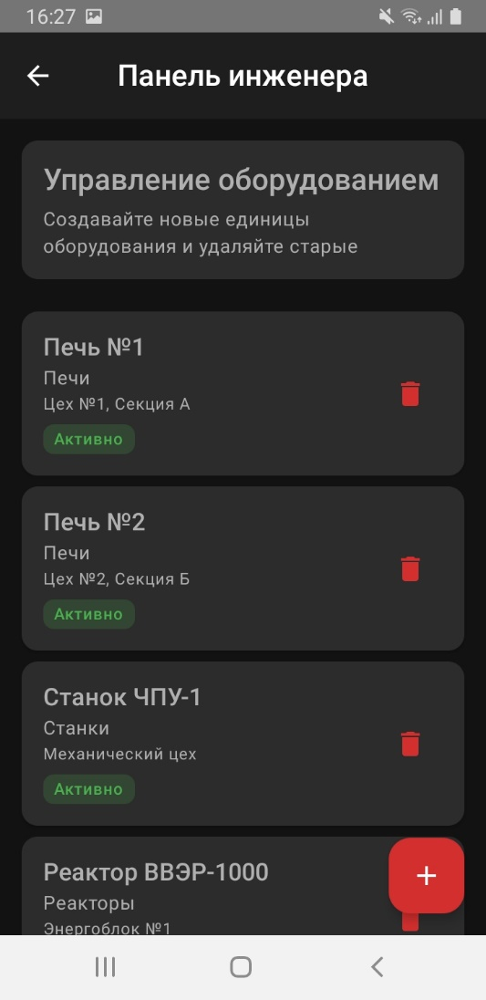 16:27
Панель инженера
Управление оборудованием
Создавайте новые единицы
оборудования и удаляйте старые
Печь №1
Печи
Цех №1, Секция А
Активно
Печь №2
Печи
Цех №2, Секция Б
Активно
Станок ЧПУ-1
Станки
Механический цех
Активно
Реактор ВВЭР-1000
Реакторы
Энергоблок №1